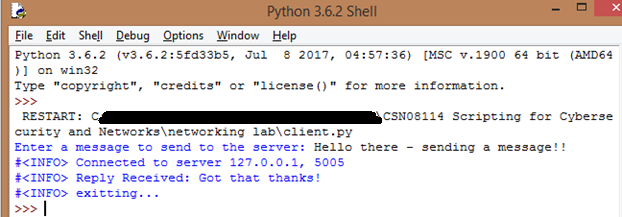 Python 3.6.2 Shell
File Edit Shell Debug Options Window Help
Python 3.6.2 (v3.6.2:5fd33b5, Jul  8 2017, 04:57:36) [MSC v.1900 64 bit (AMD64
)] on win32
Type "copyright", "credits" or "license()" for more information.
>>>
 RESTART: C \CSN08114 Scripting for Cyberse
curity and Networks\networking lab\client.py
Enter a message to send to the server: Hello there - sending a message!!
#<INFO> Connected to server 127.0.0.1, 5005
#<INFO> Reply Received: Got that thanks!
#<INFO> exitting...
>>>